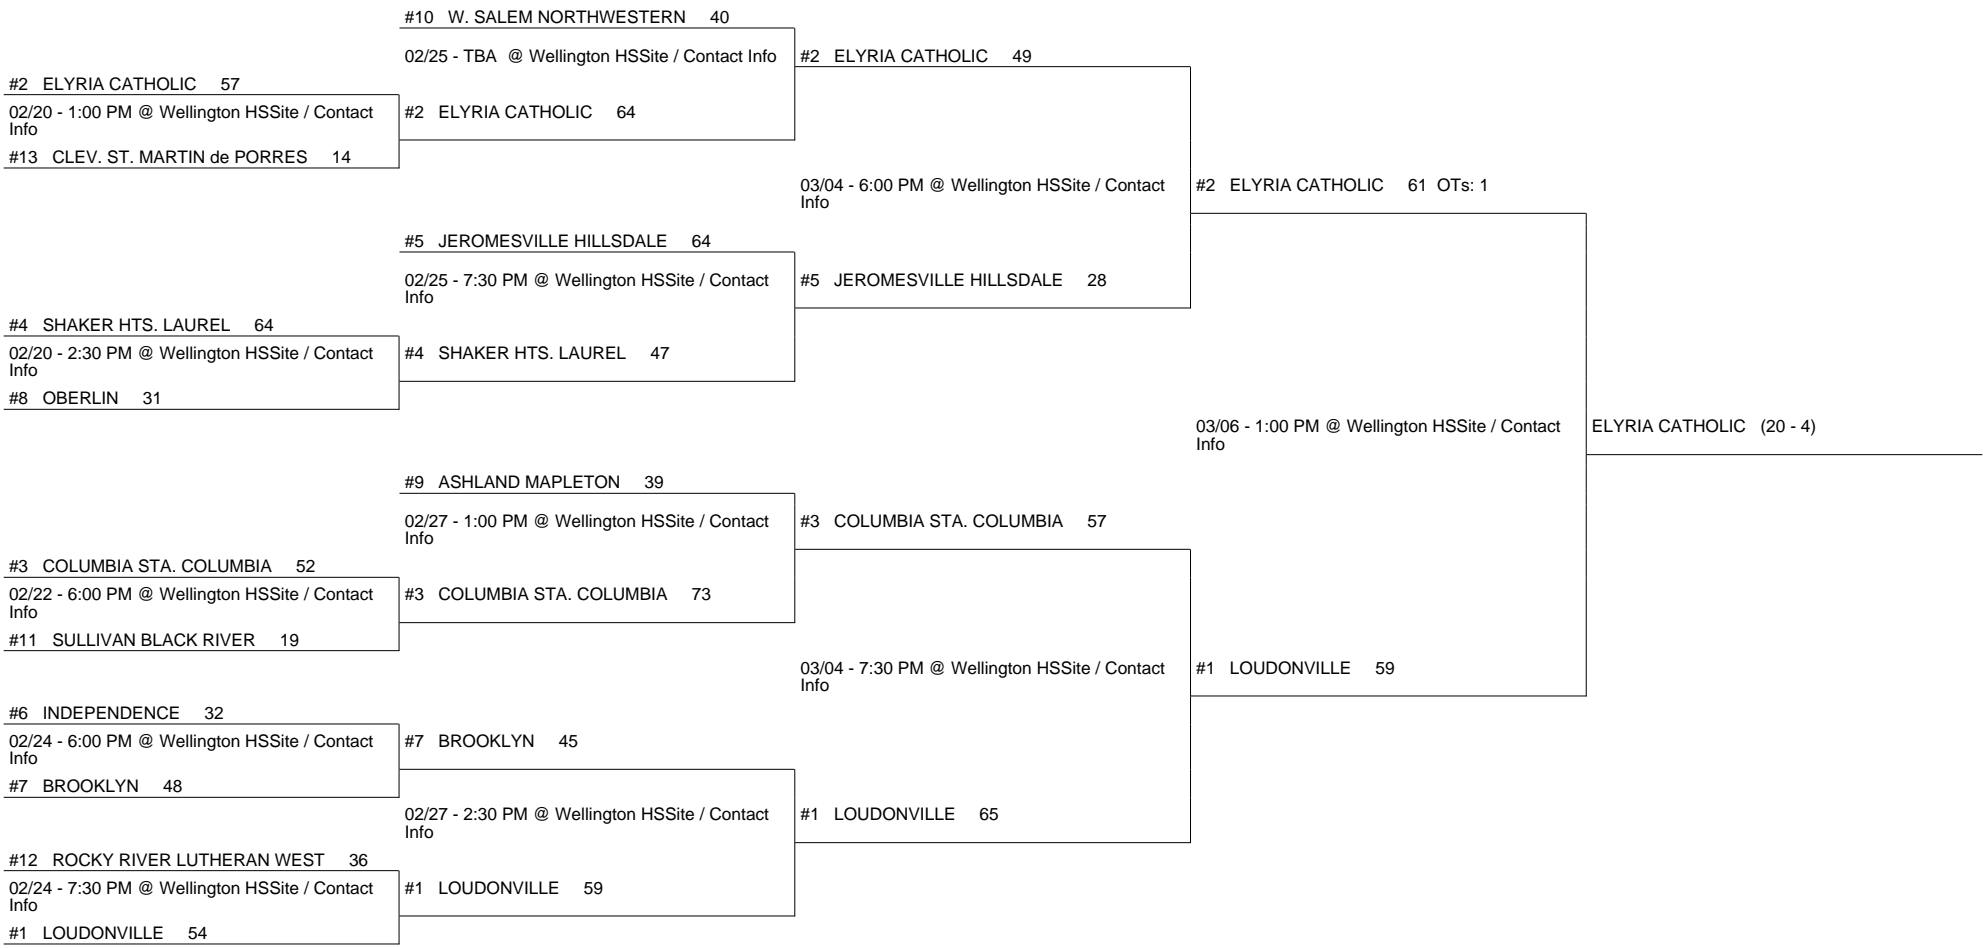 #10 W. SALEM NORTHWESTERN 40
02/25 - TBA @ Wellington HSSite / Contact Info
#2 ELYRIA CATHOLIC 49
#2 ELYRIA CATHOLIC 57
02/20 - 1:00 PM @ Wellington HSSite / Contact
Info
#2 ELYRIA CATHOLIC 64
#13 CLEV. ST. MARTIN de PORRES 14
03/04 - 6:00 PM @ Wellington HSSite / Contact
Info
#2 ELYRIA CATHOLIC 61 OTs: 1
#5 JEROMESVILLE HILLSDALE 64
02/25 - 7:30 PM @ Wellington HSSite / Contact
Info
#5 JEROMESVILLE HILLSDALE 28
#4 SHAKER HTS. LAUREL 64
02/20 - 2:30 PM @ Wellington HSSite / Contact
Info
#4 SHAKER HTS. LAUREL 47
#8 OBERLIN 31
03/06 - 1:00 PM @ Wellington HSSite / Contact
Info
ELYRIA CATHOLIC (20 - 4)
#9 ASHLAND MAPLETON 39
02/27 - 1:00 PM @ Wellington HSSite / Contact
Info
#3 COLUMBIA STA. COLUMBIA 57
#3 COLUMBIA STA. COLUMBIA 52
02/22 - 6:00 PM @ Wellington HSSite / Contact
Info
#3 COLUMBIA STA. COLUMBIA 73
#11 SULLIVAN BLACK RIVER 19
03/04 - 7:30 PM @ Wellington HSSite / Contact
Info
#1 LOUDONVILLE 59
#6 INDEPENDENCE 32
02/24 - 6:00 PM @ Wellington HSSite / Contact
Info
#7 BROOKLYN 45
#7 BROOKLYN 48
02/27 - 2:30 PM @ Wellington HSSite / Contact
Info
#1 LOUDONVILLE 65
#12 ROCKY RIVER LUTHERAN WEST 36
02/24 - 7:30 PM @ Wellington HSSite / Contact
Info
#1 LOUDONVILLE 59
#1 LOUDONVILLE 54